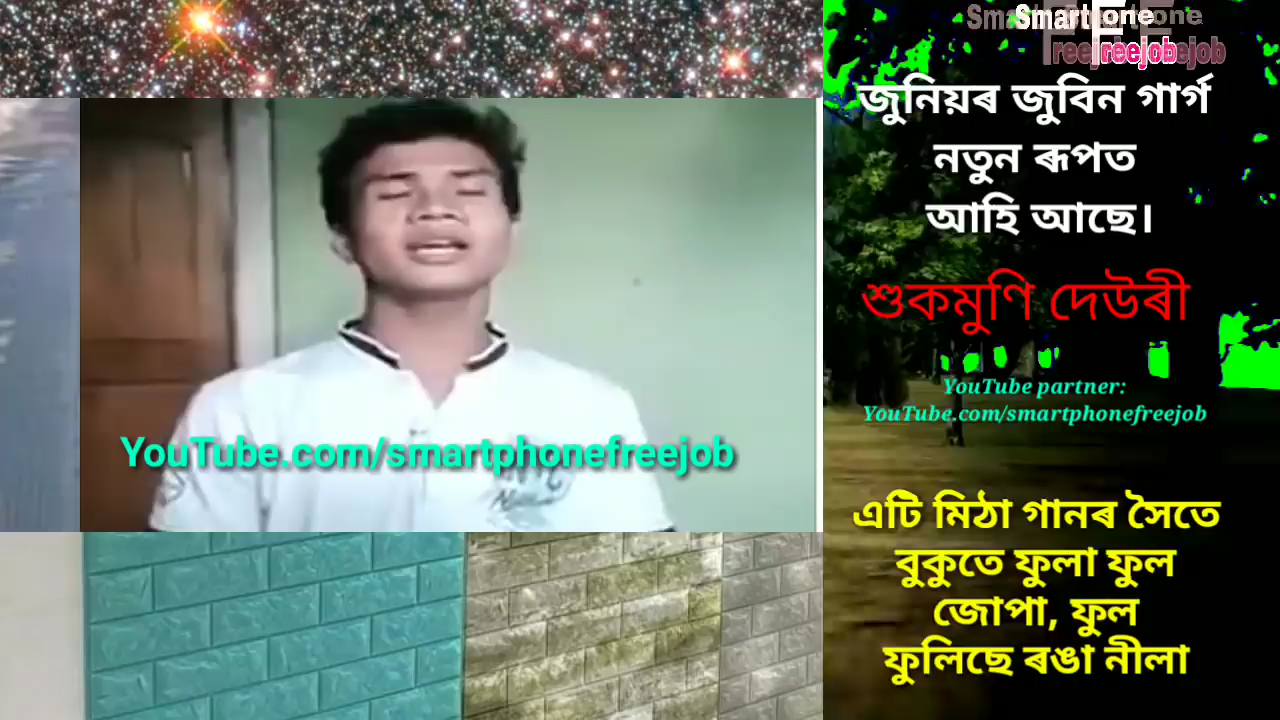 Smartphone
Freejob
জুনিয়ৰ জুবিন গাৰ্গ
নতুন ৰূপত
আহি আছে।
শুকমুণি দেউৰী
YouTube partner:
YouTube.com/smartphonefreejob
YouTube.com/smartphonefreejob
এটি মিঠা গানৰ সৈতে
বুকুতে ফুলা ফুল
জোপা, ফুল
ফুলিছে ৰঙা নীলা